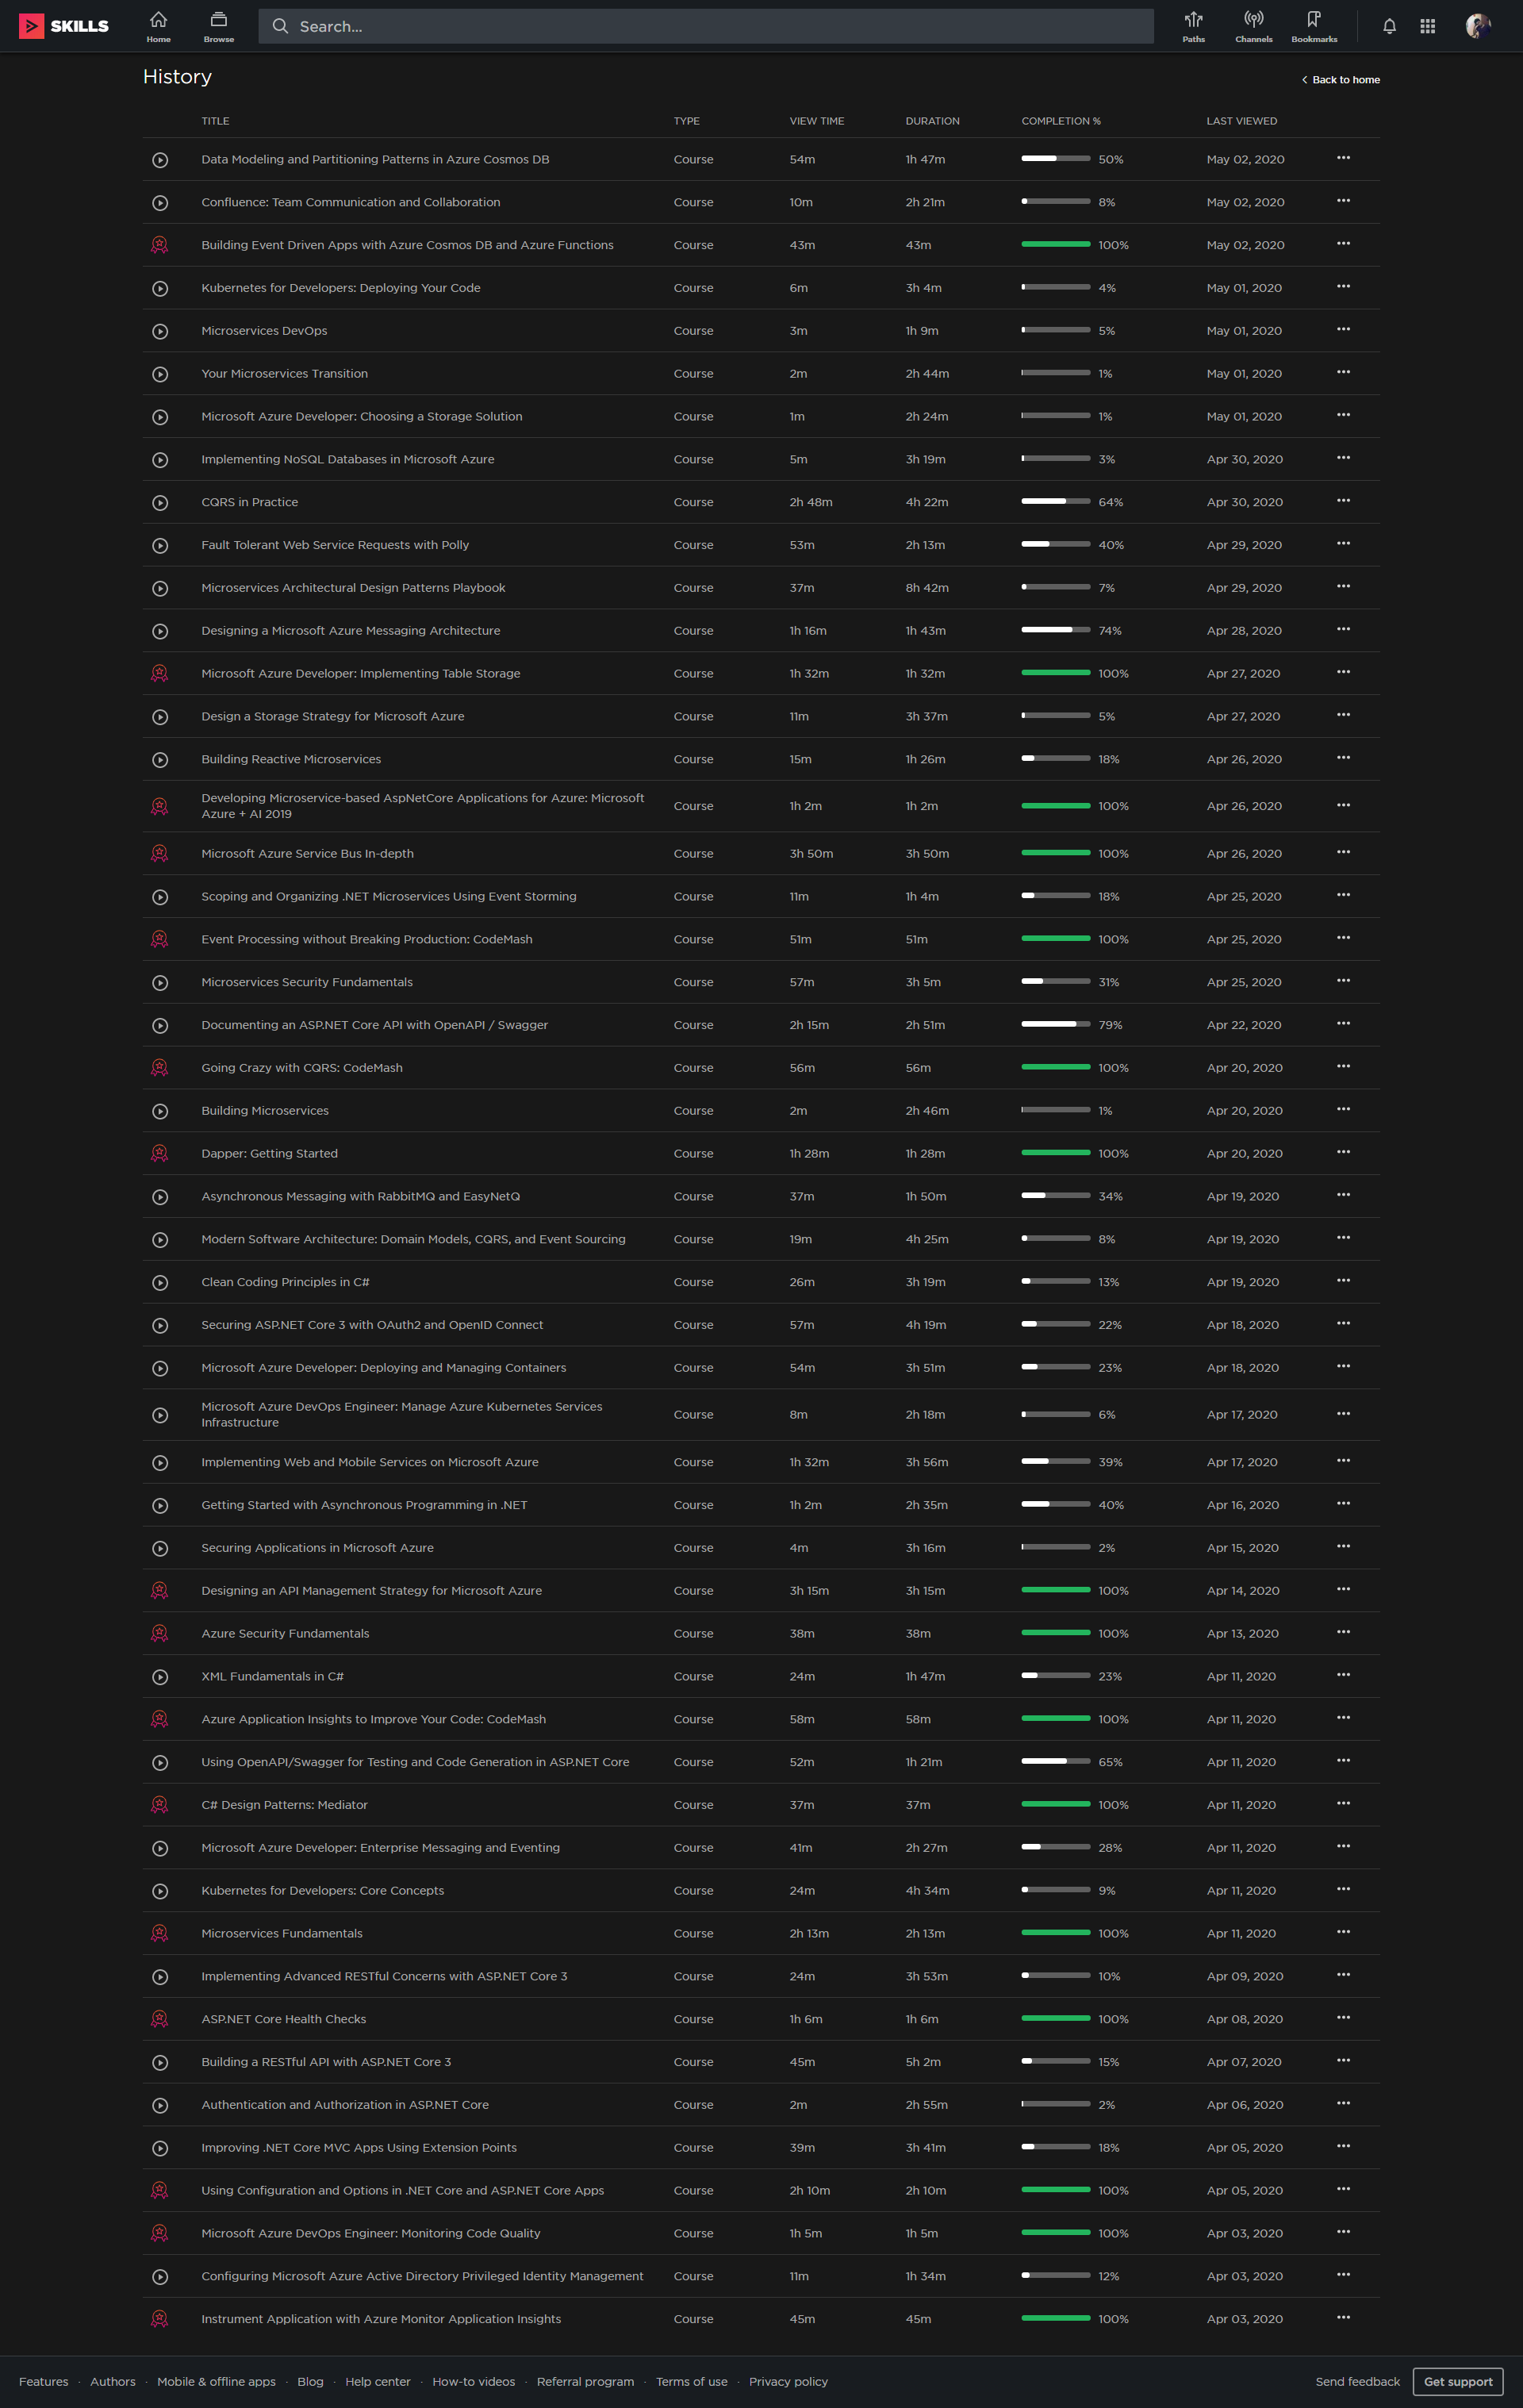 SKILLS
Home
Browse
Search...
Paths
Channels
Bookmarks
History
Back to home
TITLE TYPE VIEW TIME DURATION COMPLETION % LAST VIEWED
Data Modeling and Partitioning Patterns in Azure Cosmos DB Course 54m 1h 47m 50% May 02, 2020
Confluence: Team Communication and Collaboration Course 10m 2h 21m 8% May 02, 2020
Building Event Driven Apps with Azure Cosmos DB and Azure Functions Course 43m 43m 100% May 02, 2020
Kubernetes for Developers: Deploying Your Code Course 6m 3h 4m 4% May 01, 2020
Microservices DevOps Course 3m 1h 9m 5% May 01, 2020
Your Microservices Transition Course 2m 2h 44m 1% May 01, 2020
Microsoft Azure Developer: Choosing a Storage Solution Course 1m 2h 24m 1% May 01, 2020
Implementing NoSQL Databases in Microsoft Azure Course 5m 3h 19m 3% Apr 30, 2020
CQRS in Practice Course 2h 48m 4h 22m 64% Apr 30, 2020
Fault Tolerant Web Service Requests with Polly Course 53m 2h 13m 40% Apr 29, 2020
Microservices Architectural Design Patterns Playbook Course 37m 8h 42m 7% Apr 29, 2020
Designing a Microsoft Azure Messaging Architecture Course 1h 16m 1h 43m 74% Apr 28, 2020
Microsoft Azure Developer: Implementing Table Storage Course 1h 32m 1h 32m 100% Apr 27, 2020
Design a Storage Strategy for Microsoft Azure Course 11m 3h 37m 5% Apr 27, 2020
Building Reactive Microservices Course 15m 1h 26m 18% Apr 26, 2020
Developing Microservice-based AspNetCore Applications for Azure: Microsoft
Azure + AI 2019 Course 1h 2m 1h 2m 100% Apr 26, 2020
Microsoft Azure Service Bus In-depth Course 3h 50m 3h 50m 100% Apr 26, 2020
Scoping and Organizing .NET Microservices Using Event Storming Course 11m 1h 4m 18% Apr 25, 2020
Event Processing without Breaking Production: CodeMash Course 51m 51m 100% Apr 25, 2020
Microservices Security Fundamentals Course 57m 3h 5m 31% Apr 25, 2020
Documenting an ASP.NET Core API with OpenAPI / Swagger Course 2h 15m 2h 51m 79% Apr 22, 2020
Going Crazy with CQRS: CodeMash Course 56m 56m 100% Apr 20, 2020
Building Microservices Course 2m 2h 46m 1% Apr 20, 2020
Dapper: Getting Started Course 1h 28m 1h 28m 100% Apr 20, 2020
Asynchronous Messaging with RabbitMQ and EasyNetQ Course 37m 1h 50m 34% Apr 19, 2020
Modern Software Architecture: Domain Models, CQRS, and Event Sourcing Course 19m 4h 25m 8% Apr 19, 2020
Clean Coding Principles in C# Course 26m 3h 19m 13% Apr 19, 2020
Securing ASP.NET Core 3 with OAuth2 and OpenID Connect Course 57m 4h 19m 22% Apr 18, 2020
Microsoft Azure Developer: Deploying and Managing Containers Course 54m 3h 51m 23% Apr 18, 2020
Microsoft Azure DevOps Engineer: Manage Azure Kubernetes Services
Infrastructure Course 8m 2h 18m 6% Apr 17, 2020
Implementing Web and Mobile Services on Microsoft Azure Course 1h 32m 3h 56m 39% Apr 17, 2020
Getting Started with Asynchronous Programming in .NET Course 1h 2m 2h 35m 40% Apr 16, 2020
Securing Applications in Microsoft Azure Course 4m 3h 16m 2% Apr 15, 2020
Designing an API Management Strategy for Microsoft Azure Course 3h 15m 3h 15m 100% Apr 14, 2020
Azure Security Fundamentals Course 38m 38m 100% Apr 13, 2020
XML Fundamentals in C# Course 24m 1h 47m 23% Apr 11, 2020
Azure Application Insights to Improve Your Code: CodeMash Course 58m 58m 100% Apr 11, 2020
Using OpenAPI/Swagger for Testing and Code Generation in ASP.NET Core Course 52m 1h 21m 65% Apr 11, 2020
C# Design Patterns: Mediator Course 37m 37m 100% Apr 11, 2020
Microsoft Azure Developer: Enterprise Messaging and Eventing Course 41m 2h 27m 28% Apr 11, 2020
Kubernetes for Developers: Core Concepts Course 24m 4h 34m 9% Apr 11, 2020
Microservices Fundamentals Course 2h 13m 2h 13m 100% Apr 11, 2020
Implementing Advanced RESTful Concerns with ASP.NET Core 3 Course 24m 3h 53m 10% Apr 09, 2020
ASP.NET Core Health Checks Course 1h 6m 1h 6m 100% Apr 08, 2020
Building a RESTful API with ASP.NET Core 3 Course 45m 5h 2m 15% Apr 07, 2020
Authentication and Authorization in ASP.NET Core Course 2m 2h 55m 2% Apr 06, 2020
Improving .NET Core MVC Apps Using Extension Points Course 39m 3h 41m 18% Apr 05, 2020
Using Configuration and Options in .NET Core and ASP.NET Core Apps Course 2h 10m 2h 10m 100% Apr 05, 2020
Microsoft Azure DevOps Engineer: Monitoring Code Quality Course 1h 5m 1h 5m 100% Apr 03, 2020
Configuring Microsoft Azure Active Directory Privileged Identity Management Course 11m 1h 34m 12% Apr 03, 2020
Instrument Application with Azure Monitor Application Insights Course 45m 45m 100% Apr 03, 2020
Features · Authors · Mobile & offline apps · Blog · Help center · How-to videos · Referral program · Terms of use · Privacy policy Send feedback Get support